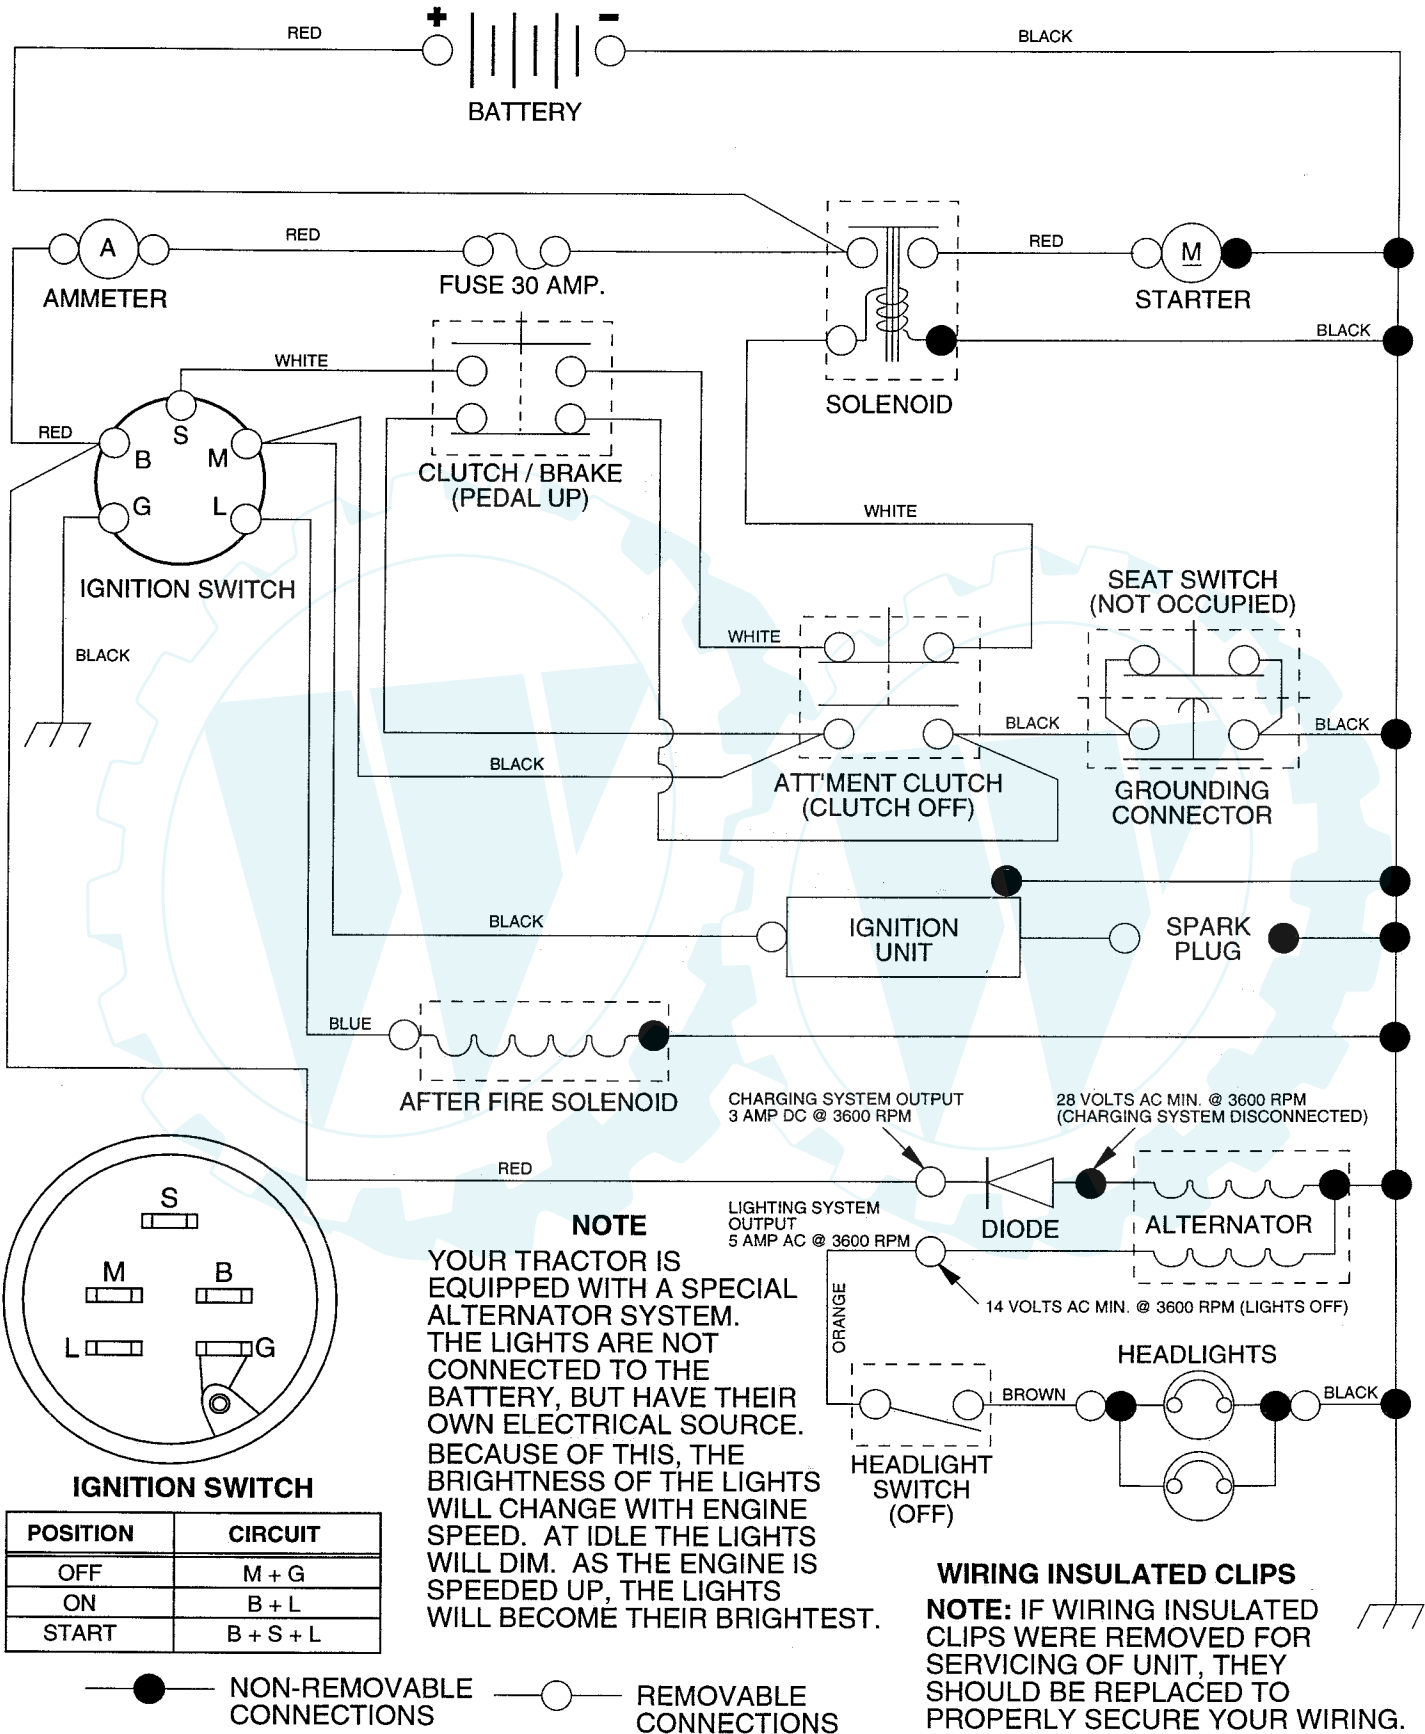 + −
RED
BLACK
BATTERY
A
RED
AMMETER
FUSE 30 AMP.
RED
M
STARTER
BLACK
SOLENOID
WHITE
RED
S
B
M
G
L
CLUTCH / BRAKE
(PEDAL UP)
IGNITION SWITCH
WHITE
BLACK
WHITE
SEAT SWITCH
(NOT OCCUPIED)
BLACK
BLACK
BLACK
ATT'MENT CLUTCH
(CLUTCH OFF)
GROUNDING
CONNECTOR
BLACK
IGNITION
UNIT
SPARK
PLUG
BLUE
AFTER FIRE SOLENOID
CHARGING SYSTEM OUTPUT
3 AMP DC @ 3600 RPM
28 VOLTS AC MIN. @ 3600 RPM
(CHARGING SYSTEM DISCONNECTED)
RED
DIODE
ALTERNATOR
LIGHTING SYSTEM
OUTPUT
5 AMP AC @ 3600 RPM
14 VOLTS AC MIN. @ 3600 RPM (LIGHTS OFF)
ORANGE
HEADLIGHTS
BROWN
BLACK
HEADLIGHT
SWITCH
(OFF)
S
M
B
L
G
IGNITION SWITCH
POSITION CIRCUIT
OFF M + G
ON B + L
START B + S + L
NOTE
YOUR TRACTOR IS
EQUIPPED WITH A SPECIAL
ALTERNATOR SYSTEM.
THE LIGHTS ARE NOT
CONNECTED TO THE
BATTERY, BUT HAVE THEIR
OWN ELECTRICAL SOURCE.
BECAUSE OF THIS, THE
BRIGHTNESS OF THE LIGHTS
WILL CHANGE WITH ENGINE
SPEED. AT IDLE THE LIGHTS
WILL DIM. AS THE ENGINE IS
SPEEDED UP, THE LIGHTS
WILL BECOME THEIR BRIGHTEST.
WIRING INSULATED CLIPS
NOTE: IF WIRING INSULATED
CLIPS WERE REMOVED FOR
SERVICING OF UNIT, THEY
SHOULD BE REPLACED TO
PROPERLY SECURE YOUR WIRING.
NON-REMOVABLE
CONNECTIONS
REMOVABLE
CONNECTIONS